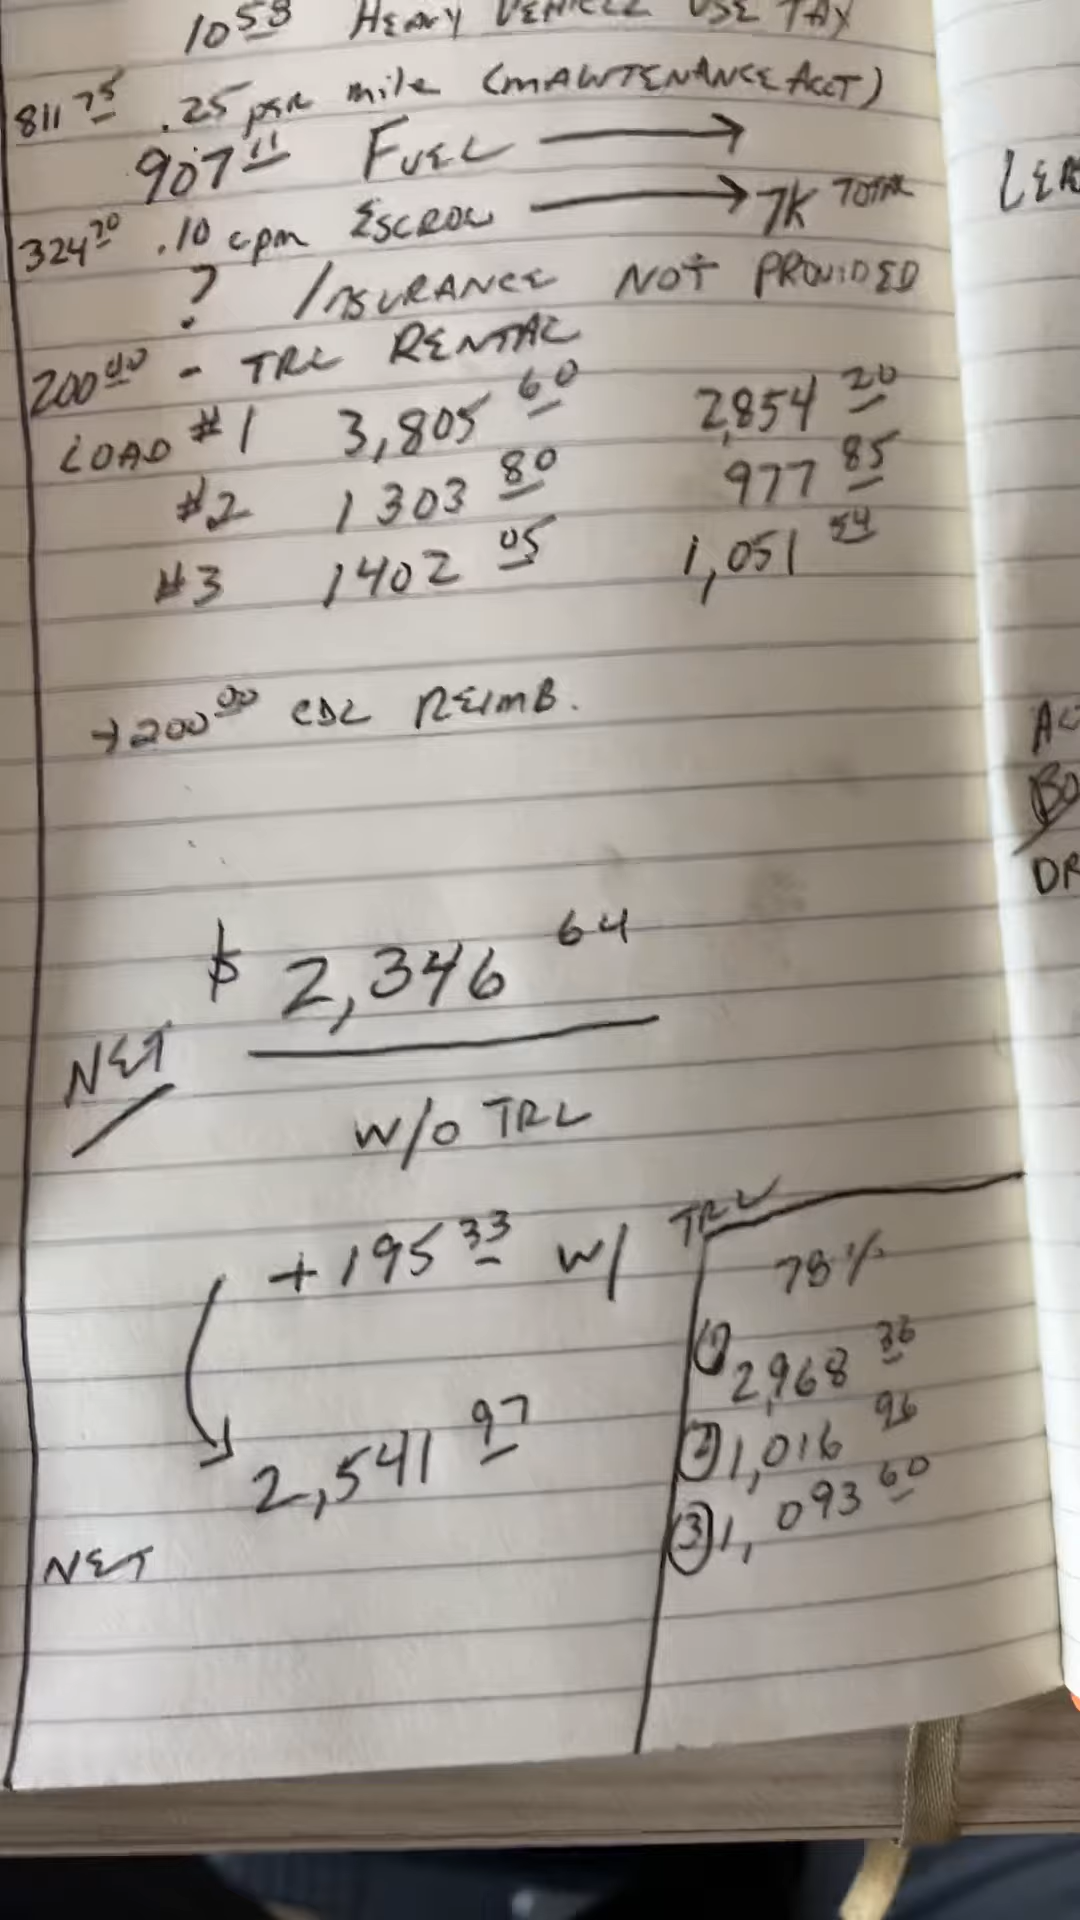 10 58 HEAVY VEHICLE USE TAX
811 75 .25 per mile (MAWTENANCE ACCT)
907 11 FUEL →
324 70 .10 cpm ESCROW → 7K TOTAL
? INSURANCE NOT PROVIDED
200 00 - TRL RENTAL
LOAD #1 3,805 60 2,854 20
#2 1303 80 977 85
#3 1402 05 1,051 54
+200 00 CDL REIMB.
$ 2,346 64
NET
W/O TRL
+195 33 W/ TRL
78%
① 2,968 36
② 1,016 96
2,541 97
③ 1,093 60
NET